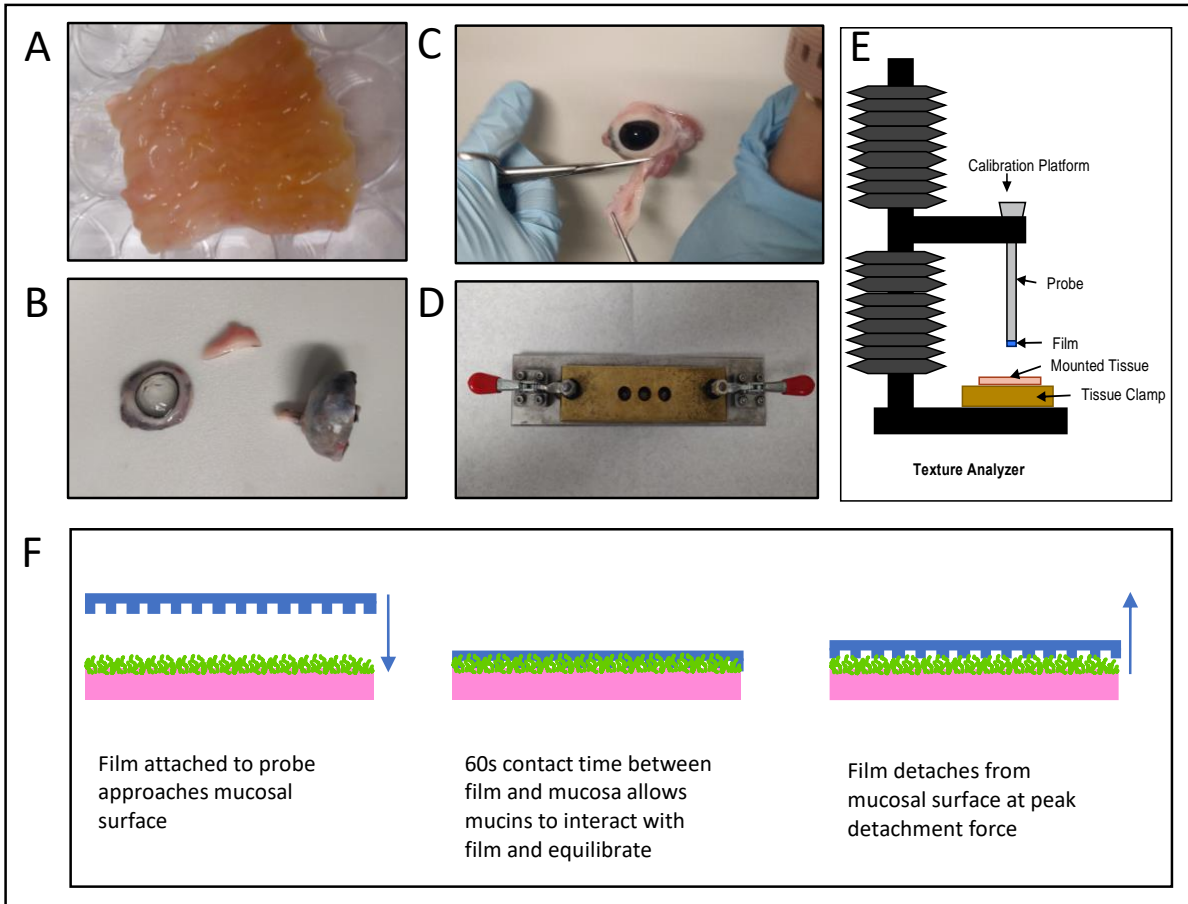 A
B
C
D
E
Calibration Platform
Probe
Film
Mounted Tissue
Tissue Clamp
Texture Analyzer
F
Film attached to probe
approaches mucosal
surface
60s contact time between
film and mucosa allows
mucins to interact with
film and equilibrate
Film detaches from
mucosal surface at peak
detachment force